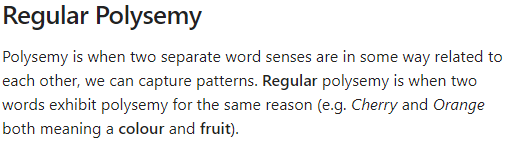 Regular Polysemy
Polysemy is when two separate word senses are in some way related to
each other, we can capture patterns. Regular polysemy is when two
words exhibit polysemy for the same reason (e.g. Cherry and Orange
both meaning a colour and fruit).